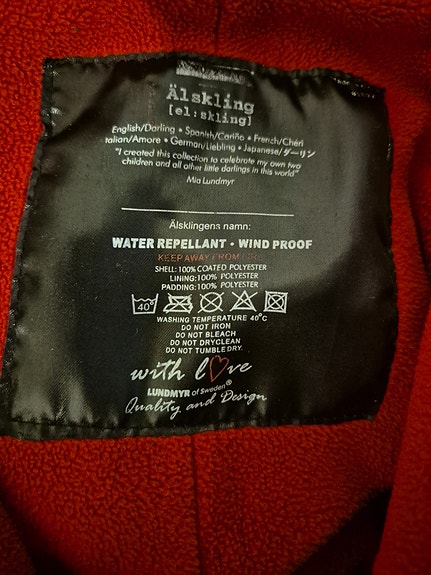 Älskling
[el:skling]
English/Darling • Spanish/Cariño • French/Chéri
Italian/Amore • German/Liebling • Japanese/ダーリン
"I created this collection to celebrate my own two
children and all other little darlings in this world"
Mia Lundmyr
Älsklingens namn:
WATER REPELLANT • WIND PROOF
KEEP AWAY FROM FIRE
SHELL: 100% COATED POLYESTER
LINING: 100% POLYESTER
PADDING: 100% POLYESTER
40°
WASHING TEMPERATURE 40°C
DO NOT IRON
DO NOT BLEACH
DO NOT DRYCLEAN
DO NOT TUMBLE DRY.
with love
LUNDMYR of Sweden®
Quality and Design